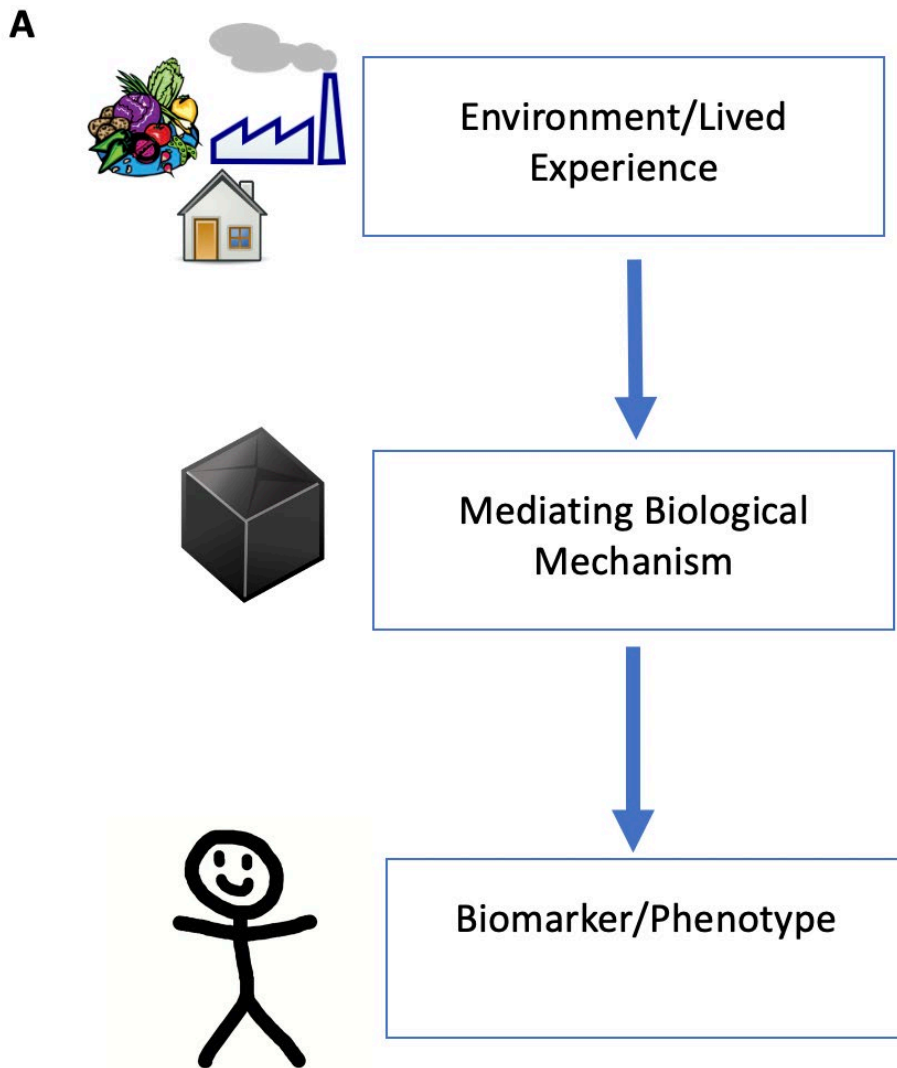 A
Environment/Lived
Experience
Mediating Biological
Mechanism
Biomarker/Phenotype